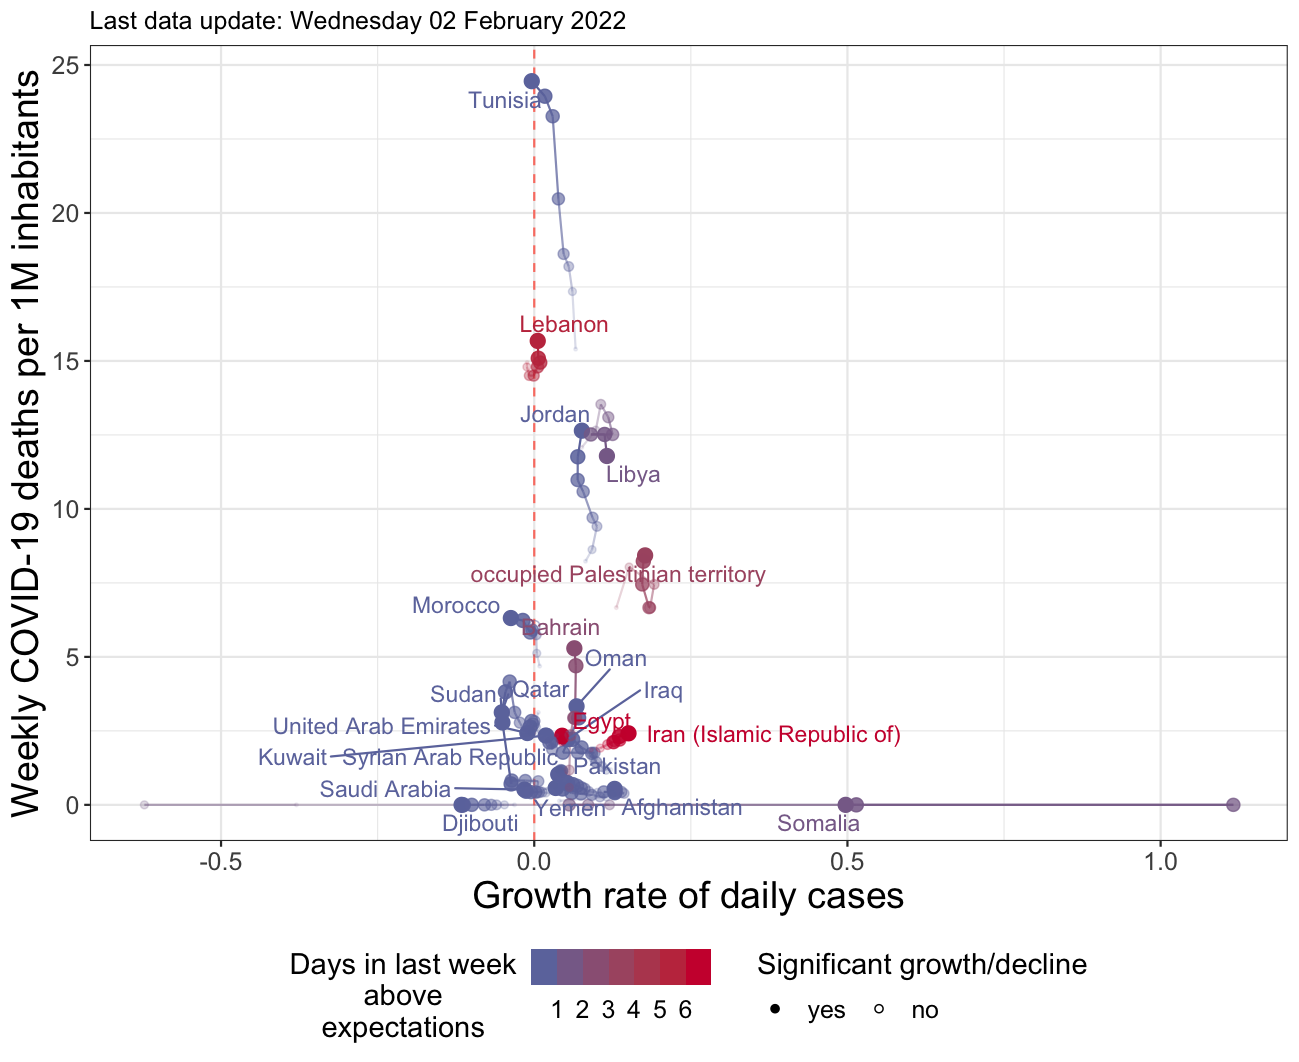 Last data update: Wednesday 02 February 2022
Weekly COVID-19 deaths per 1M inhabitants
25
20
15
10
5
0
Tunisia
Lebanon
Jordan
Libya
occupied Palestinian territory
Morocco
Bahrain
Oman
Sudan
Qatar
Iraq
United Arab Emirates
Egypt
Iran (Islamic Republic of)
Kuwait
Syrian Arab Republic
Pakistan
Saudi Arabia
Yemen
Afghanistan
Djibouti
Somalia
-0.5
0.0
0.5
1.0
Growth rate of daily cases
Days in last week
above
expectations
1 2 3 4 5 6
Significant growth/decline
yes
no